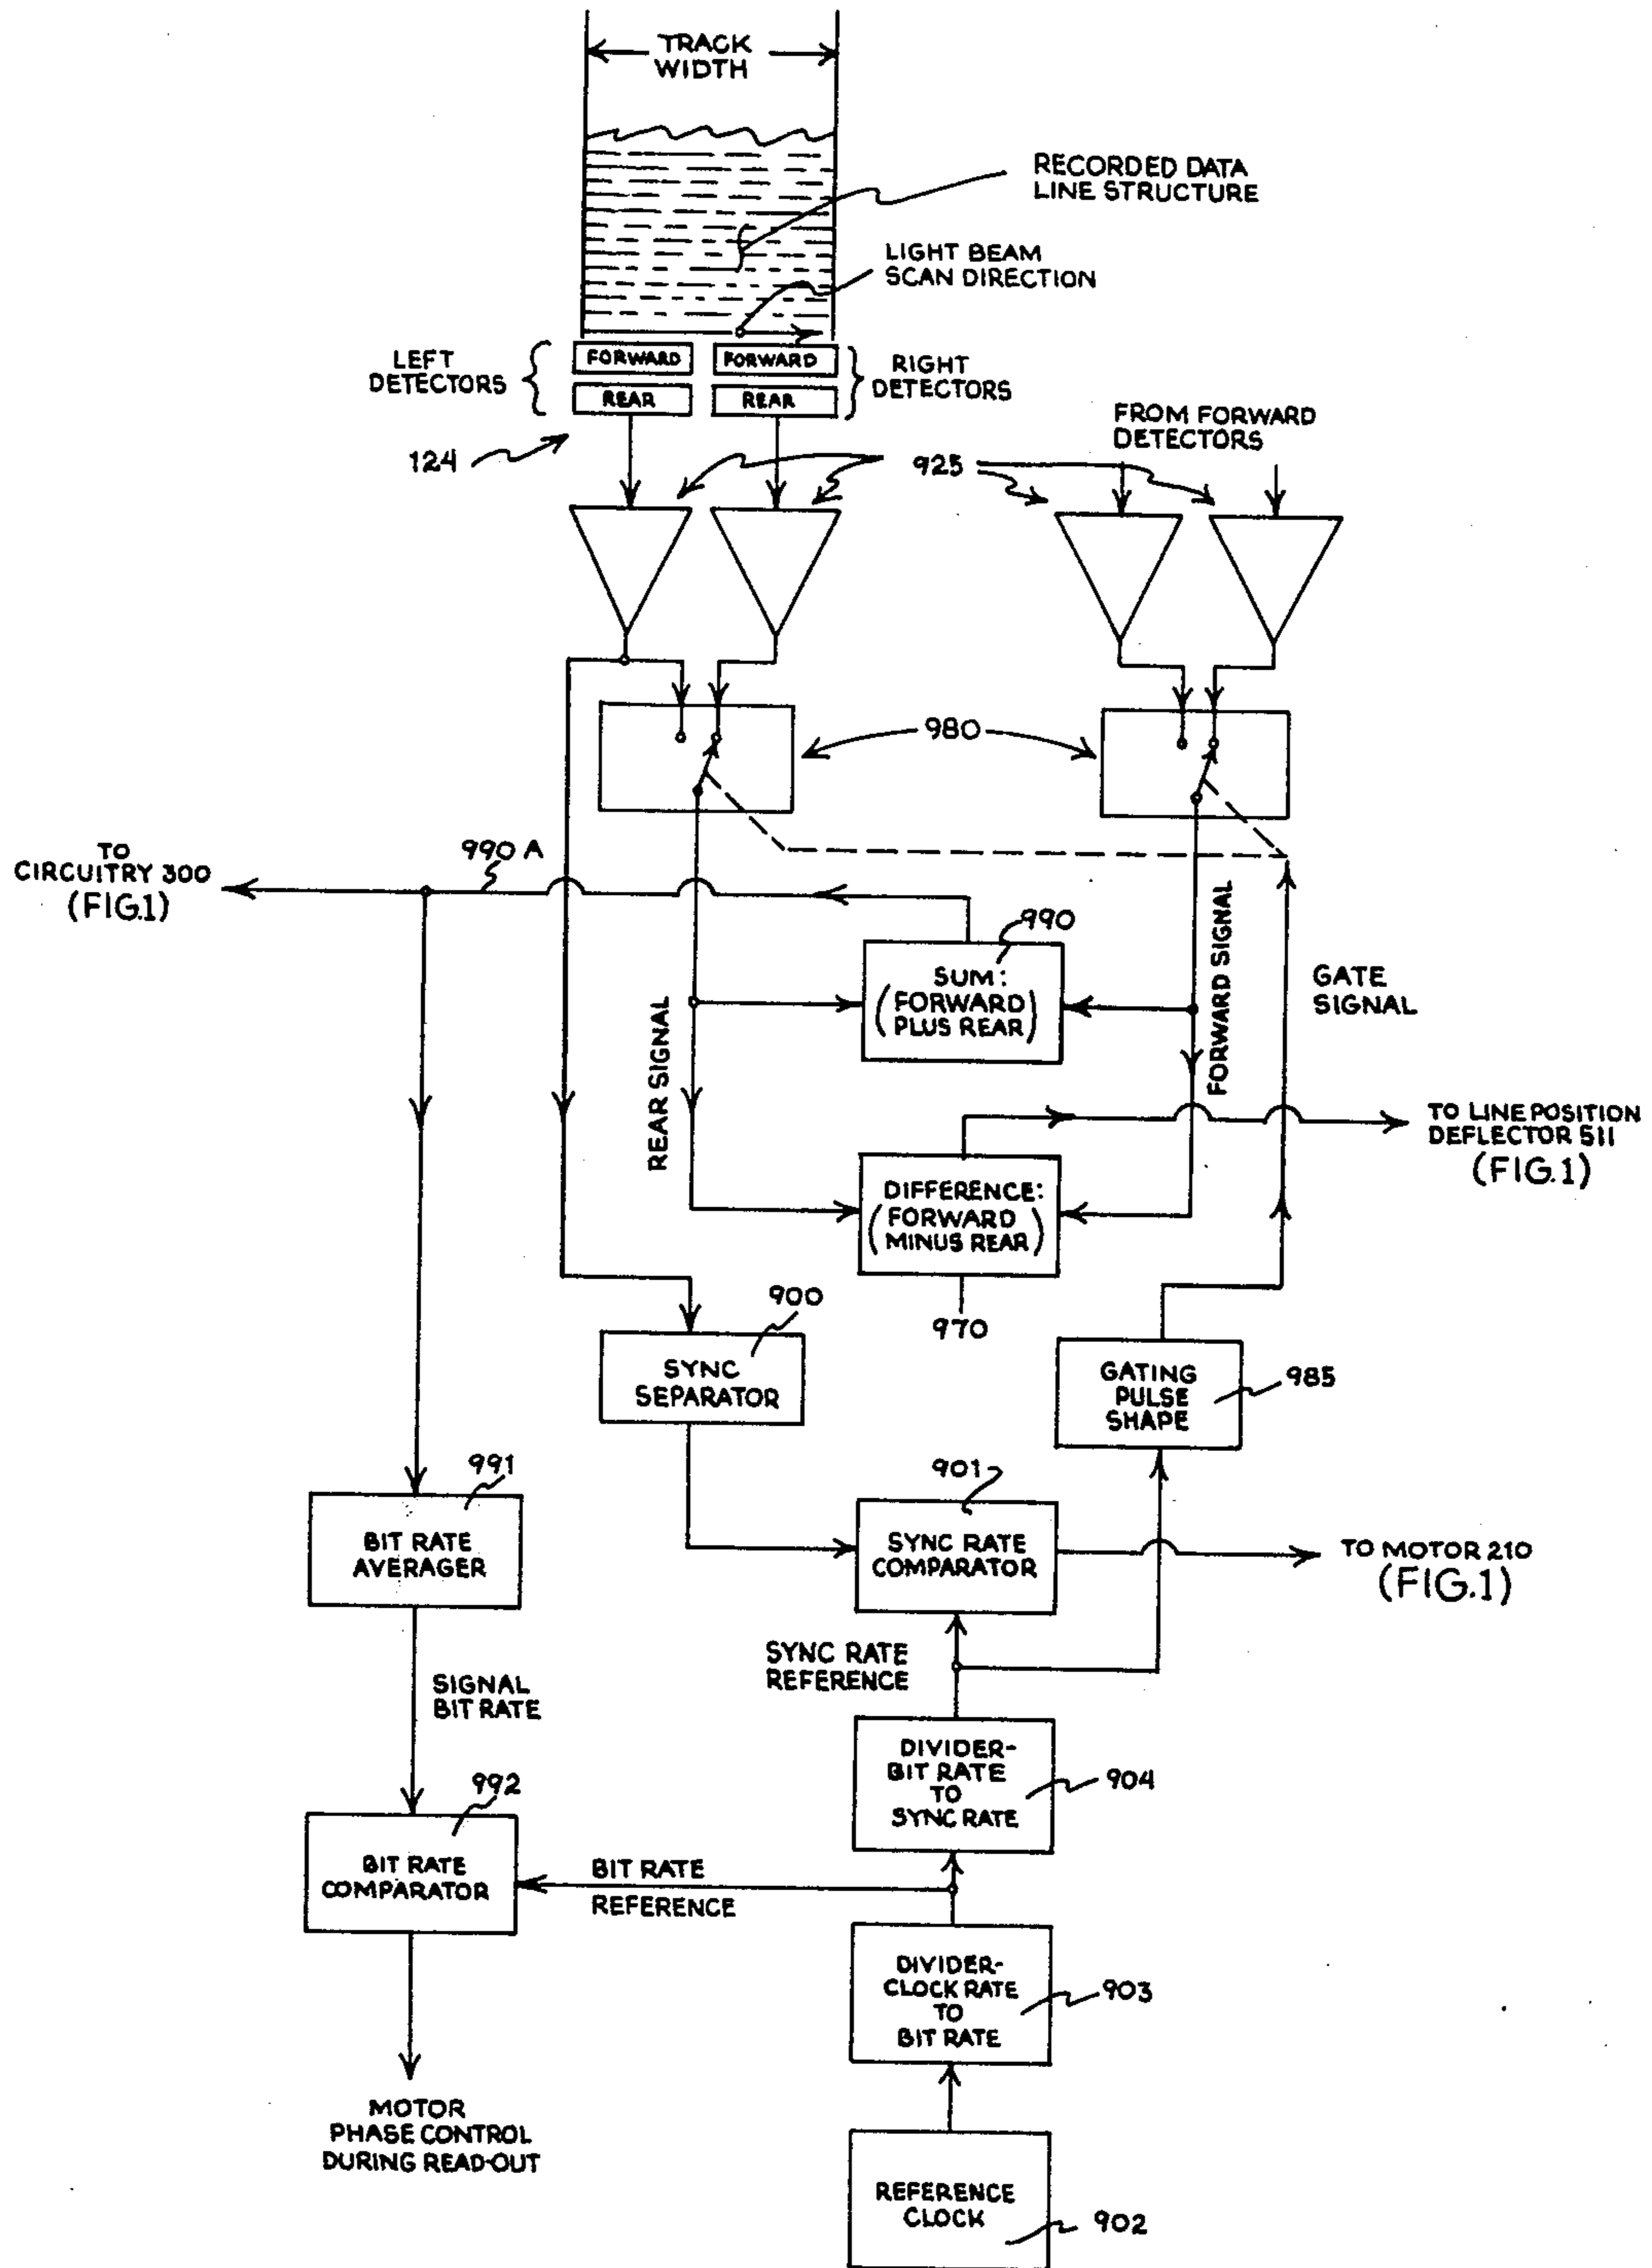 TRACK
WIDTH
RECORDED DATA
LINE STRUCTURE
LIGHT BEAM
SCAN DIRECTION
LEFT
DETECTORS
FORWARD
FORWARD
REAR
REAR
RIGHT
DETECTORS
FROM FORWARD
DETECTORS
124
925
980
TO
CIRCUITRY 300
(FIG.1)
990 A
990
SUM:
(FORWARD
PLUS REAR)
REAR SIGNAL
FORWARD SIGNAL
GATE
SIGNAL
TO LINE POSITION
DEFLECTOR 511
(FIG.1)
DIFFERENCE:
(FORWARD
MINUS REAR)
970
900
SYNC
SEPARATOR
GATING
PULSE
SHAPE
985
991
BIT RATE
AVERAGER
901
SYNC RATE
COMPARATOR
TO MOTOR 210
(FIG.1)
SYNC RATE
REFERENCE
SIGNAL
BIT RATE
DIVIDER-
BIT RATE
TO
SYNC RATE
904
992
BIT RATE
COMPARATOR
BIT RATE
REFERENCE
DIVIDER-
CLOCK RATE
TO
BIT RATE
903
MOTOR
PHASE CONTROL
DURING READ-OUT
REFERENCE
CLOCK
902